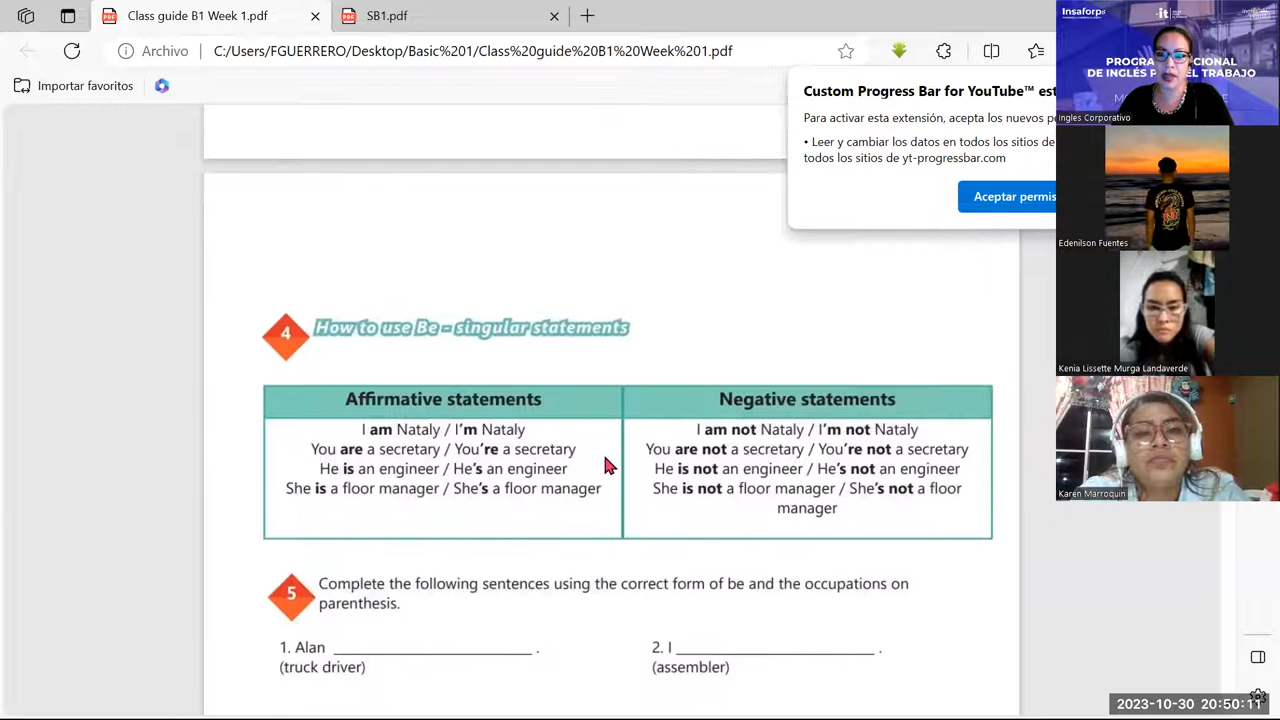 Class guide B1 Week 1.pdf
SB1.pdf
Archivo
C:/Users/FGUERRERO/Desktop/Basic%201/Class%20guide%20B1%20Week%201.pdf
Importar favoritos
Custom Progress Bar for YouTube™ est
Para activar esta extensión, acepta los nuevos pe
• Leer y cambiar los datos en todos los sitios de
todos los sitios de yt-progressbar.com
Aceptar permis
4
How to use Be - singular statements
Affirmative statements
I am Nataly / I'm Nataly
You are a secretary / You're a secretary
He is an engineer / He's an engineer
She is a floor manager / She's a floor manager
Negative statements
I am not Nataly / I'm not Nataly
You are not a secretary / You're not a secretary
He is not an engineer / He's not an engineer
She is not a floor manager / She's not a floor
manager
5
Complete the following sentences using the correct form of be and the occupations on
parenthesis.
1. Alan ______________________ .
(truck driver)
2. I ______________________ .
(assembler)
Insaforp
PROGRA CIONAL
DE INGLÉS P EL TRABAJO
Ingles Corporativo
Edenilson Fuentes
Kenia Lissette Murga Landaverde
Karen Marroquin
2023-10-30 20:50:11